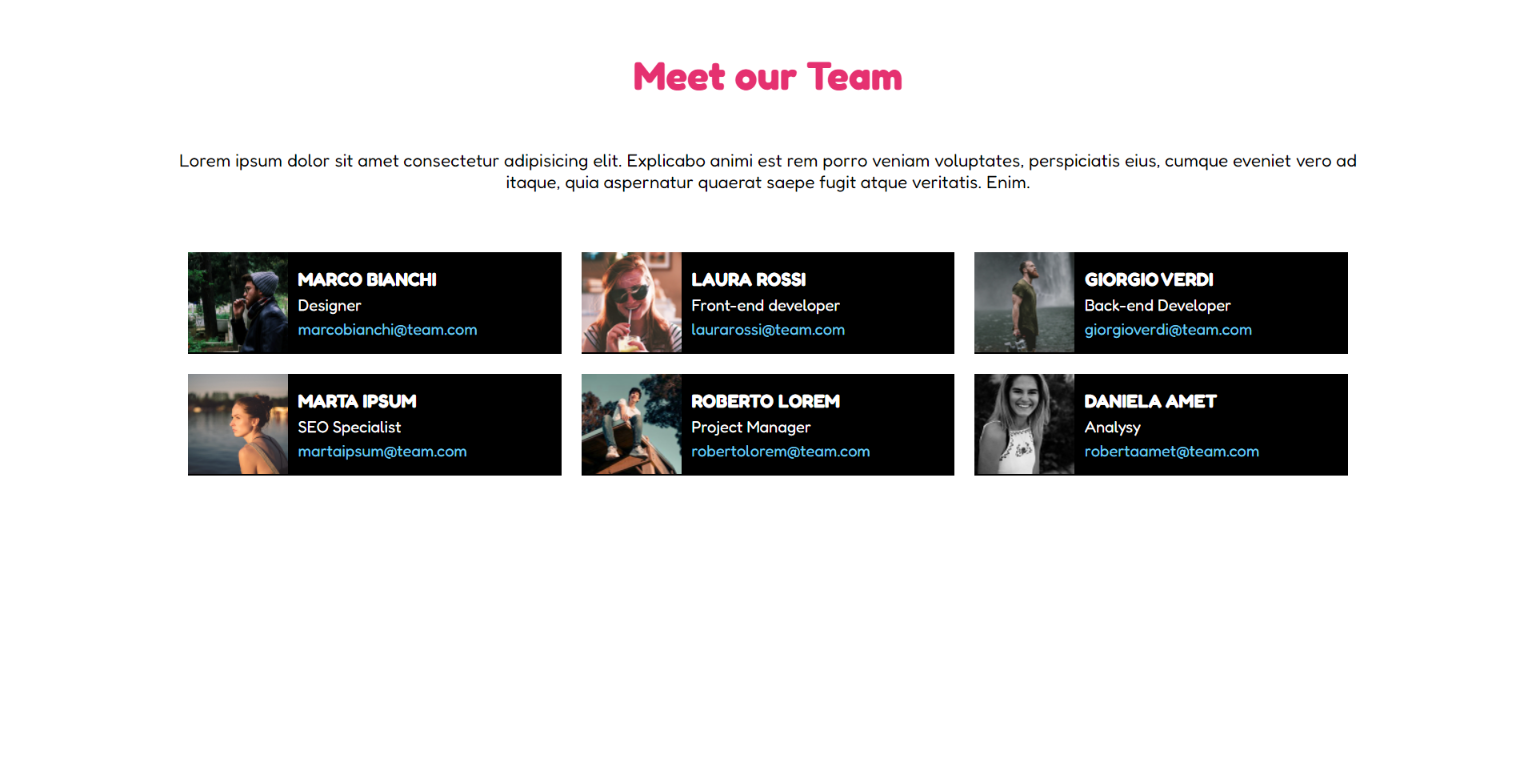 Meet our Team
Lorem ipsum dolor sit amet consectetur adipisicing elit. Explicabo animi est rem porro veniam voluptates, perspiciatis eius, cumque eveniet vero ad
itaque, quia aspernatur quaerat saepe fugit atque veritatis. Enim.
MARCO BIANCHI
Designer
marcobianchi@team.com
LAURA ROSSI
Front-end developer
laurarossi@team.com
GIORGIO VERDI
Back-end Developer
giorgioverdi@team.com
MARTA IPSUM
SEO Specialist
martaipsum@team.com
ROBERTO LOREM
Project Manager
robertolorem@team.com
DANIELA AMET
Analysy
robertaamet@team.com